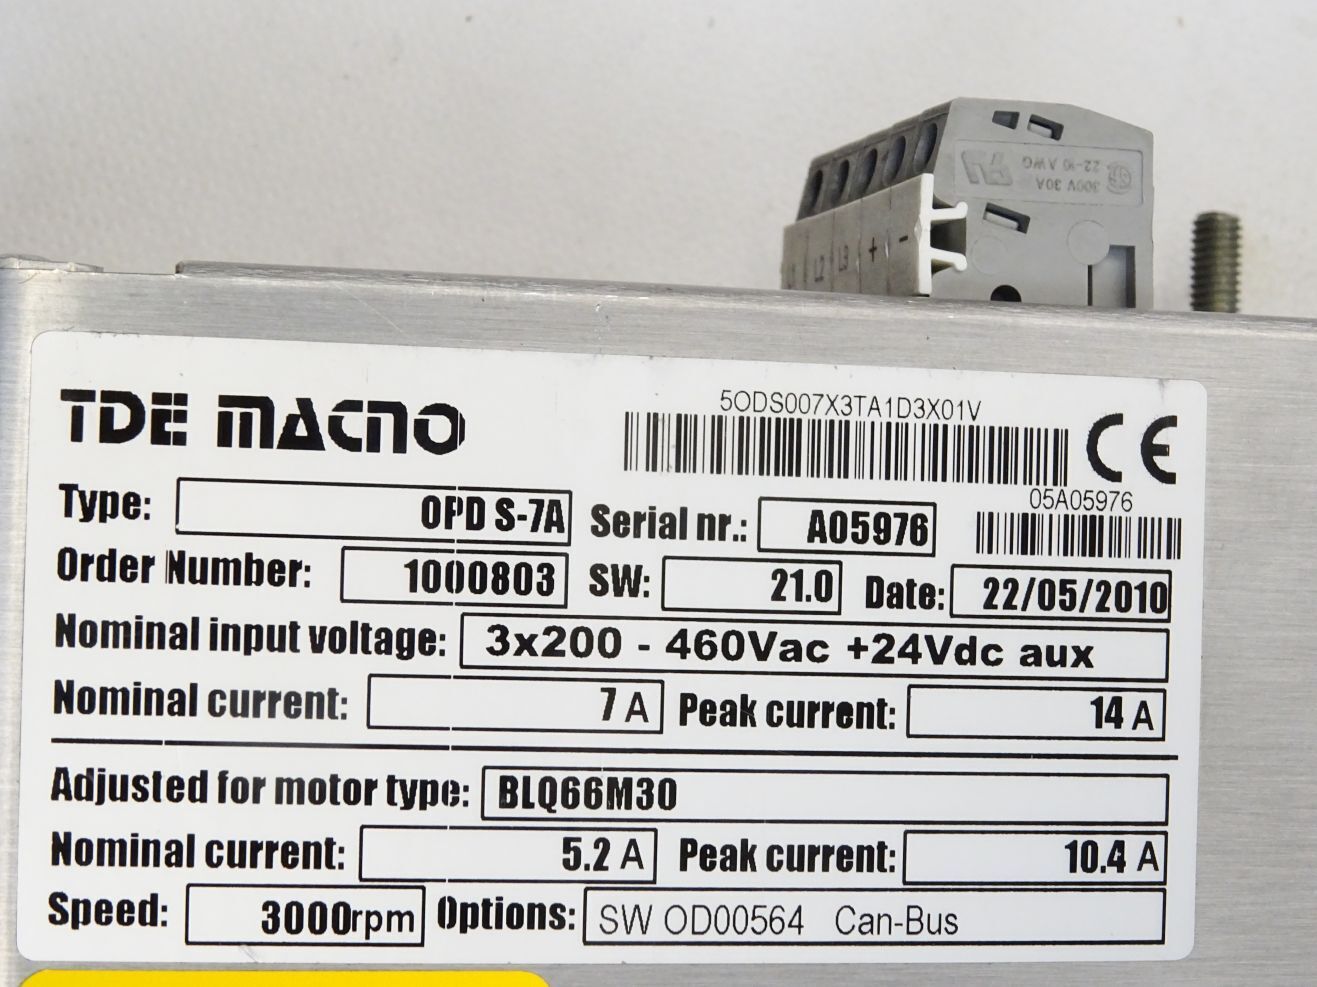 300V 30A
22-10 AWG
L2 L3 + -
TDE MACNO
5ODS007X3TA1D3X01V
CE
05A05976
Type: OPD S-7A Serial nr.: A05976
Order Number: 1000803 SW: 21.0 Date: 22/05/2010
Nominal input voltage: 3x200 - 460Vac +24Vdc aux
Nominal current: 7 A Peak current: 14 A
Adjusted for motor type: BLQ66M30
Nominal current: 5.2 A Peak current: 10.4 A
Speed: 3000rpm Options: SW OD00564 Can-Bus